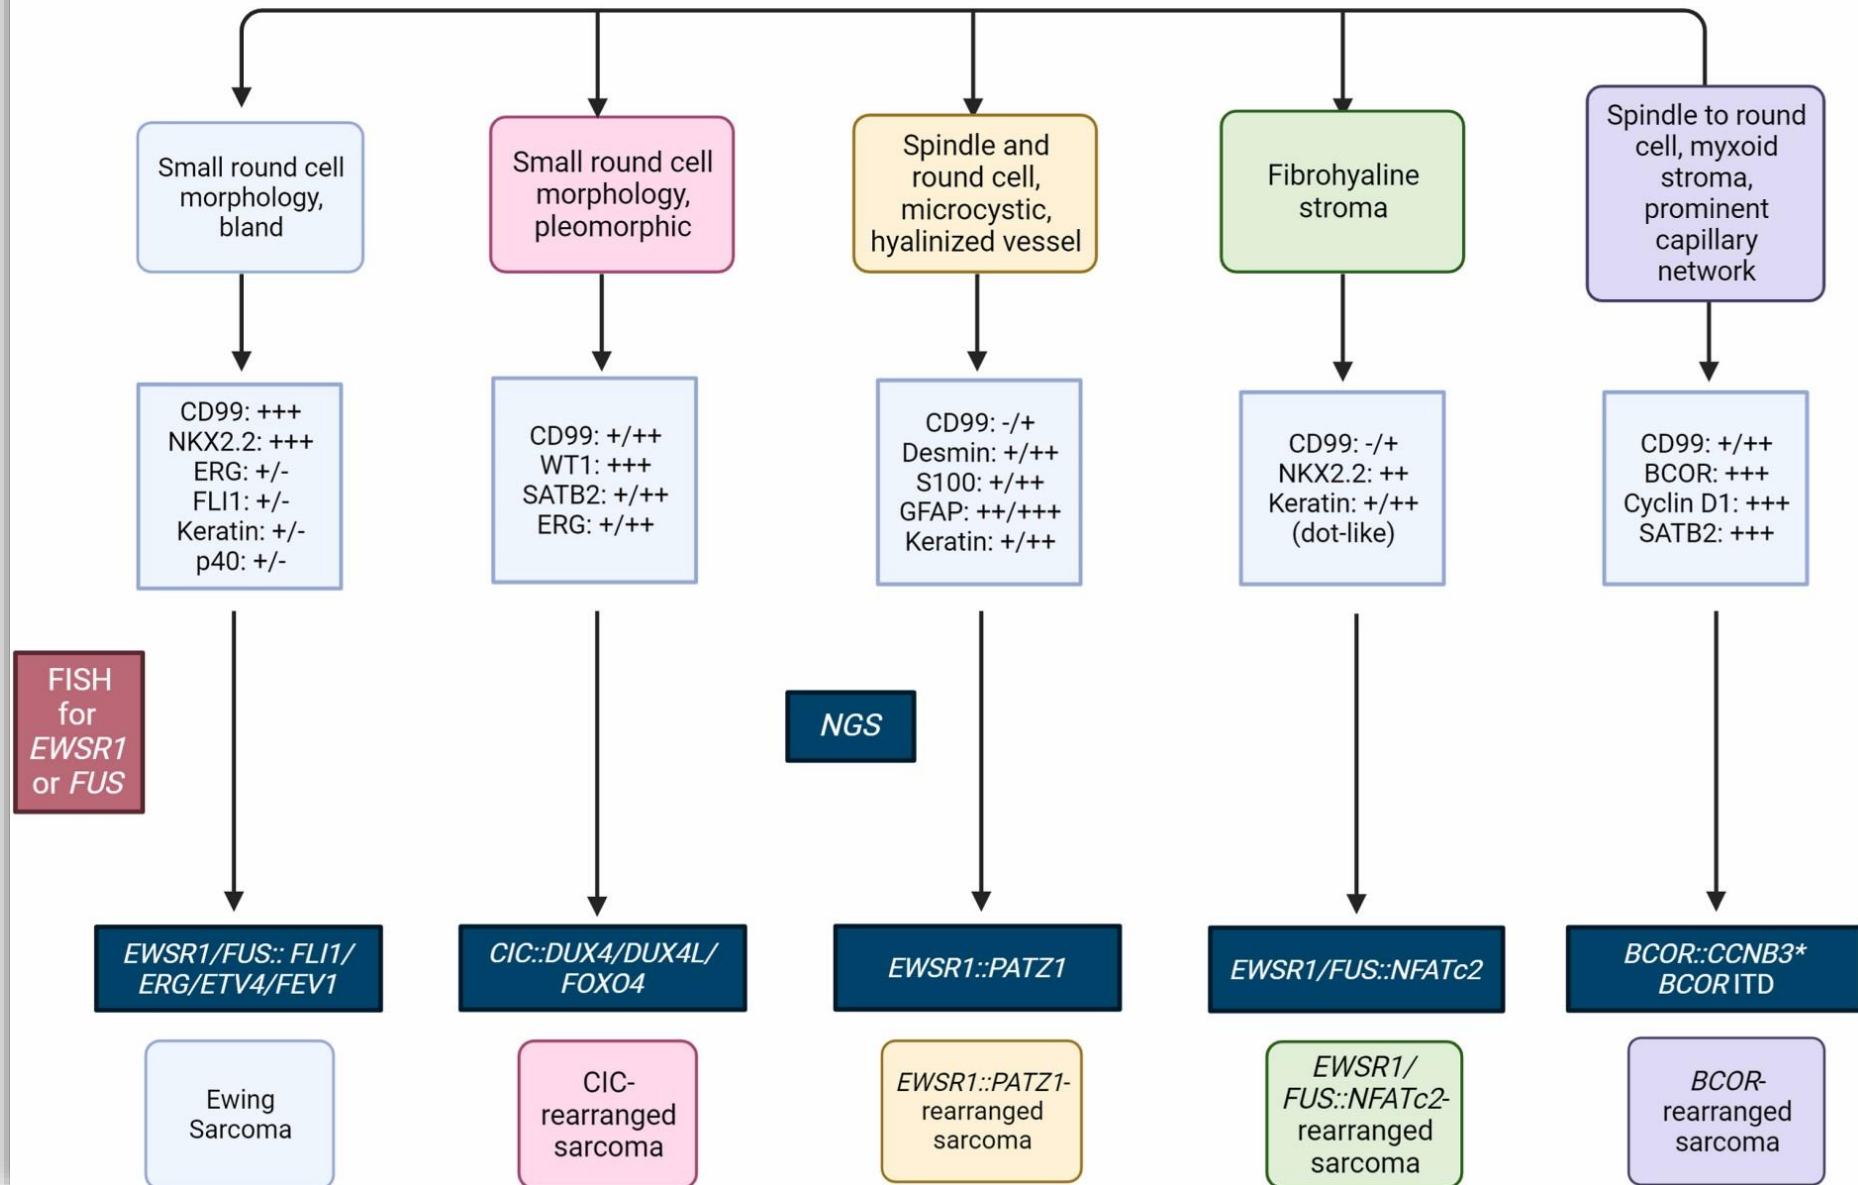 Small round cell
morphology,
bland
Small round cell
morphology,
pleomorphic
Spindle and
round cell,
microcystic,
hyalinized vessel
Fibrohyaline
stroma
Spindle to round
cell, myxoid
stroma,
prominent
capillary
network
CD99: +++
NKX2.2: +++
ERG: +/-
FLI1: +/-
Keratin: +/-
p40: +/-
CD99: +/++
WT1: +++
SATB2: +/++
ERG: +/++
CD99: -/+
Desmin: +/++
S100: +/++
GFAP: ++/+++
Keratin: +/++
CD99: -/+
NKX2.2: ++
Keratin: +/++
(dot-like)
CD99: +/++
BCOR: +++
Cyclin D1: +++
SATB2: +++
FISH
for
EWSR1
or FUS
NGS
EWSR1/FUS:: FLI1/
ERG/ETV4/FEV1
CIC::DUX4/DUX4L/
FOXO4
EWSR1::PATZ1
EWSR1/FUS::NFATc2
BCOR::CCNB3*
BCOR ITD
Ewing
Sarcoma
CIC-
rearranged
sarcoma
EWSR1::PATZ1-
rearranged
sarcoma
EWSR1/
FUS::NFATc2-
rearranged
sarcoma
BCOR-
rearranged
sarcoma